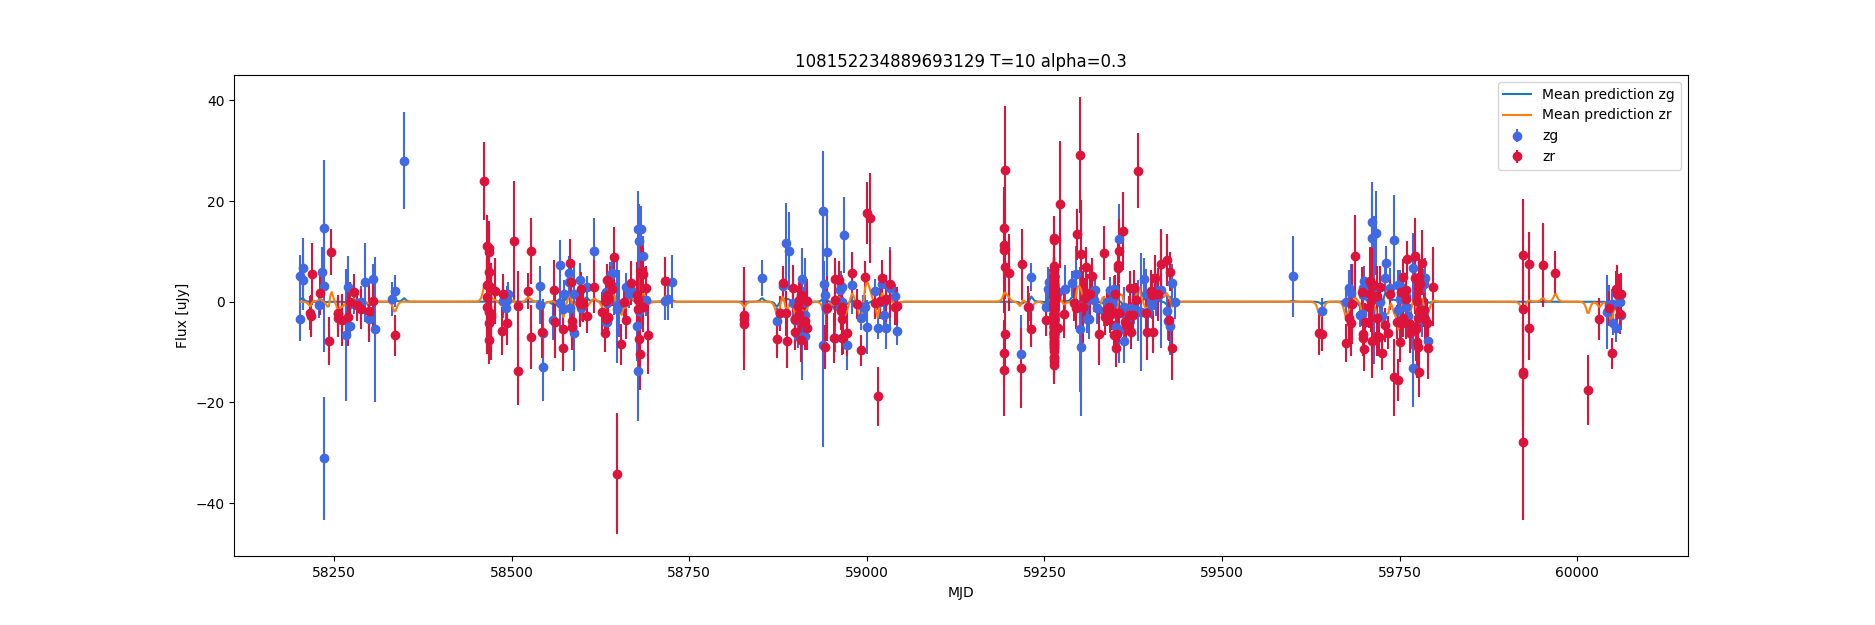 108152234889693129 T=10 alpha=0.3
Mean prediction zg
Mean prediction zr
zg
zr
Flux [uJy]
40
20
0
−20
−40
58250 58500 58750 59000 59250 59500 59750 60000
MJD